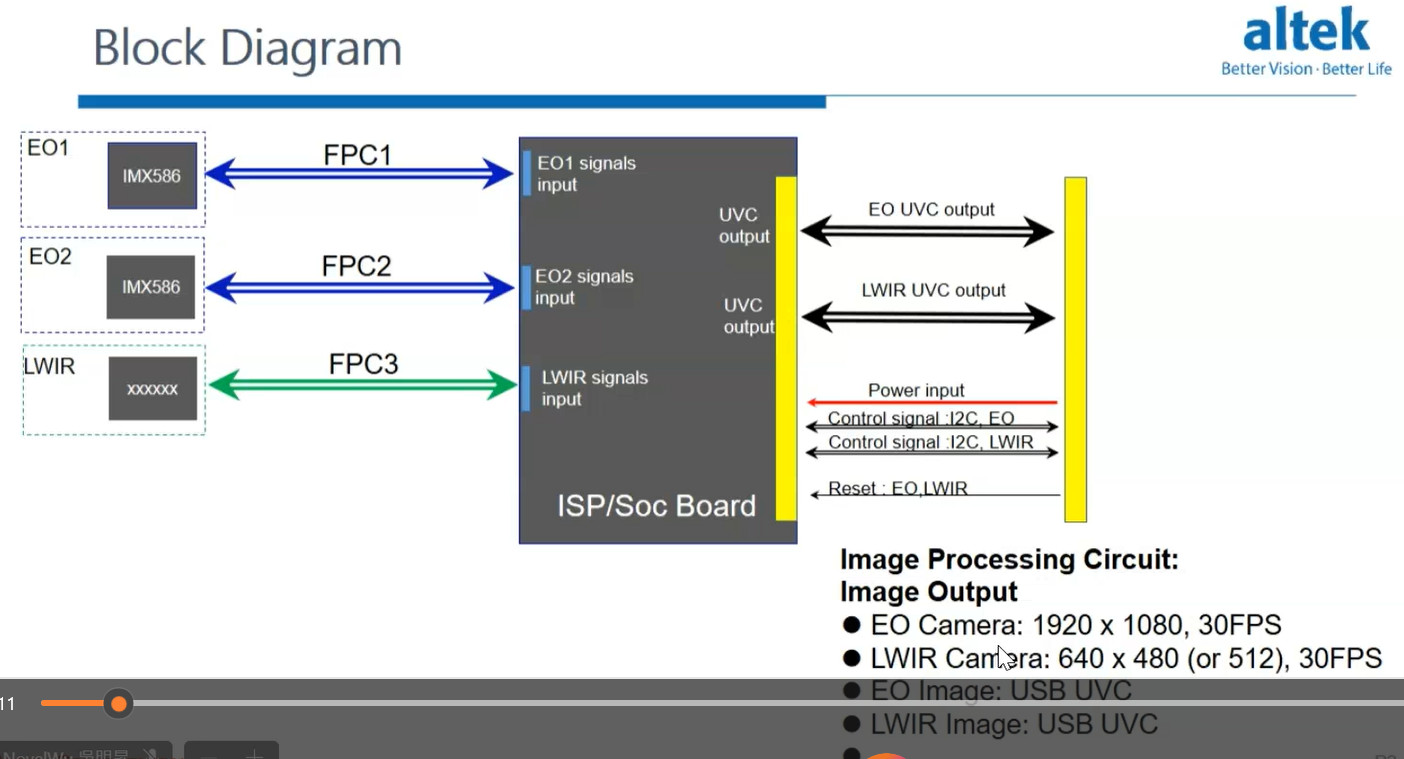 Block Diagram
altek
Better Vision · Better Life
EO1
IMX586
FPC1
EO1 signals
input
EO2
IMX586
FPC2
EO2 signals
input
LWIR
xxxxxx
FPC3
LWIR signals
input
UVC
output
UVC
output
ISP/Soc Board
EO UVC output
LWIR UVC output
Power input
Control signal :I2C, EO
Control signal :I2C, LWIR
Reset : EO,LWIR
Image Processing Circuit:
Image Output
● EO Camera: 1920 x 1080, 30FPS
● LWIR Camera: 640 x 480 (or 512), 30FPS
● EO Image: USB UVC
● LWIR Image: USB UVC
11